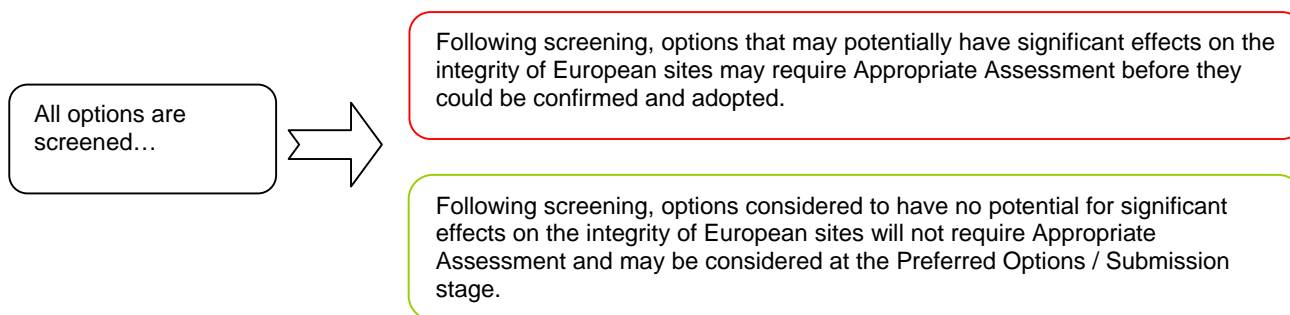 All options are
screened…
Following screening, options that may potentially have significant effects on the
integrity of European sites may require Appropriate Assessment before they
could be confirmed and adopted.
Following screening, options considered to have no potential for significant
effects on the integrity of European sites will not require Appropriate
Assessment and may be considered at the Preferred Options / Submission
stage.